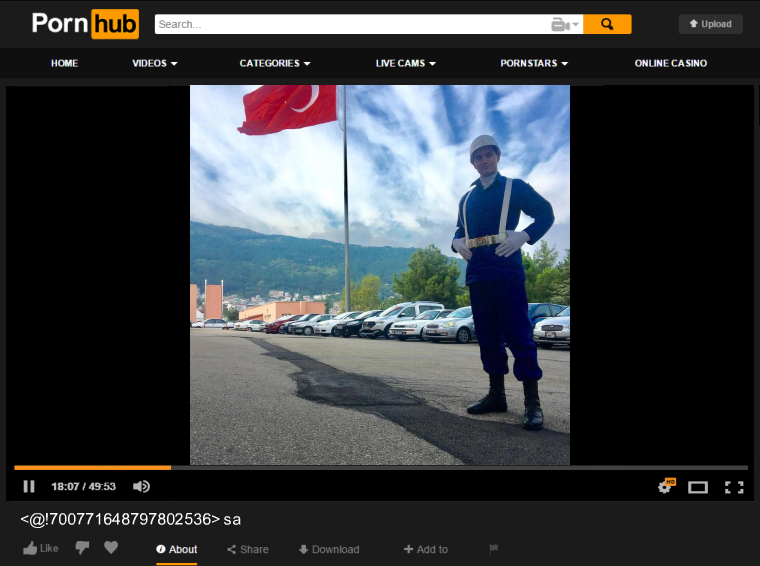 Porn hub Search... Upload
HOME VIDEOS CATEGORIES LIVE CAMS PORNSTARS ONLINE CASINO
18:07 / 49:53 HD
<@!700771648797802536> sa
Like About Share Download Add to